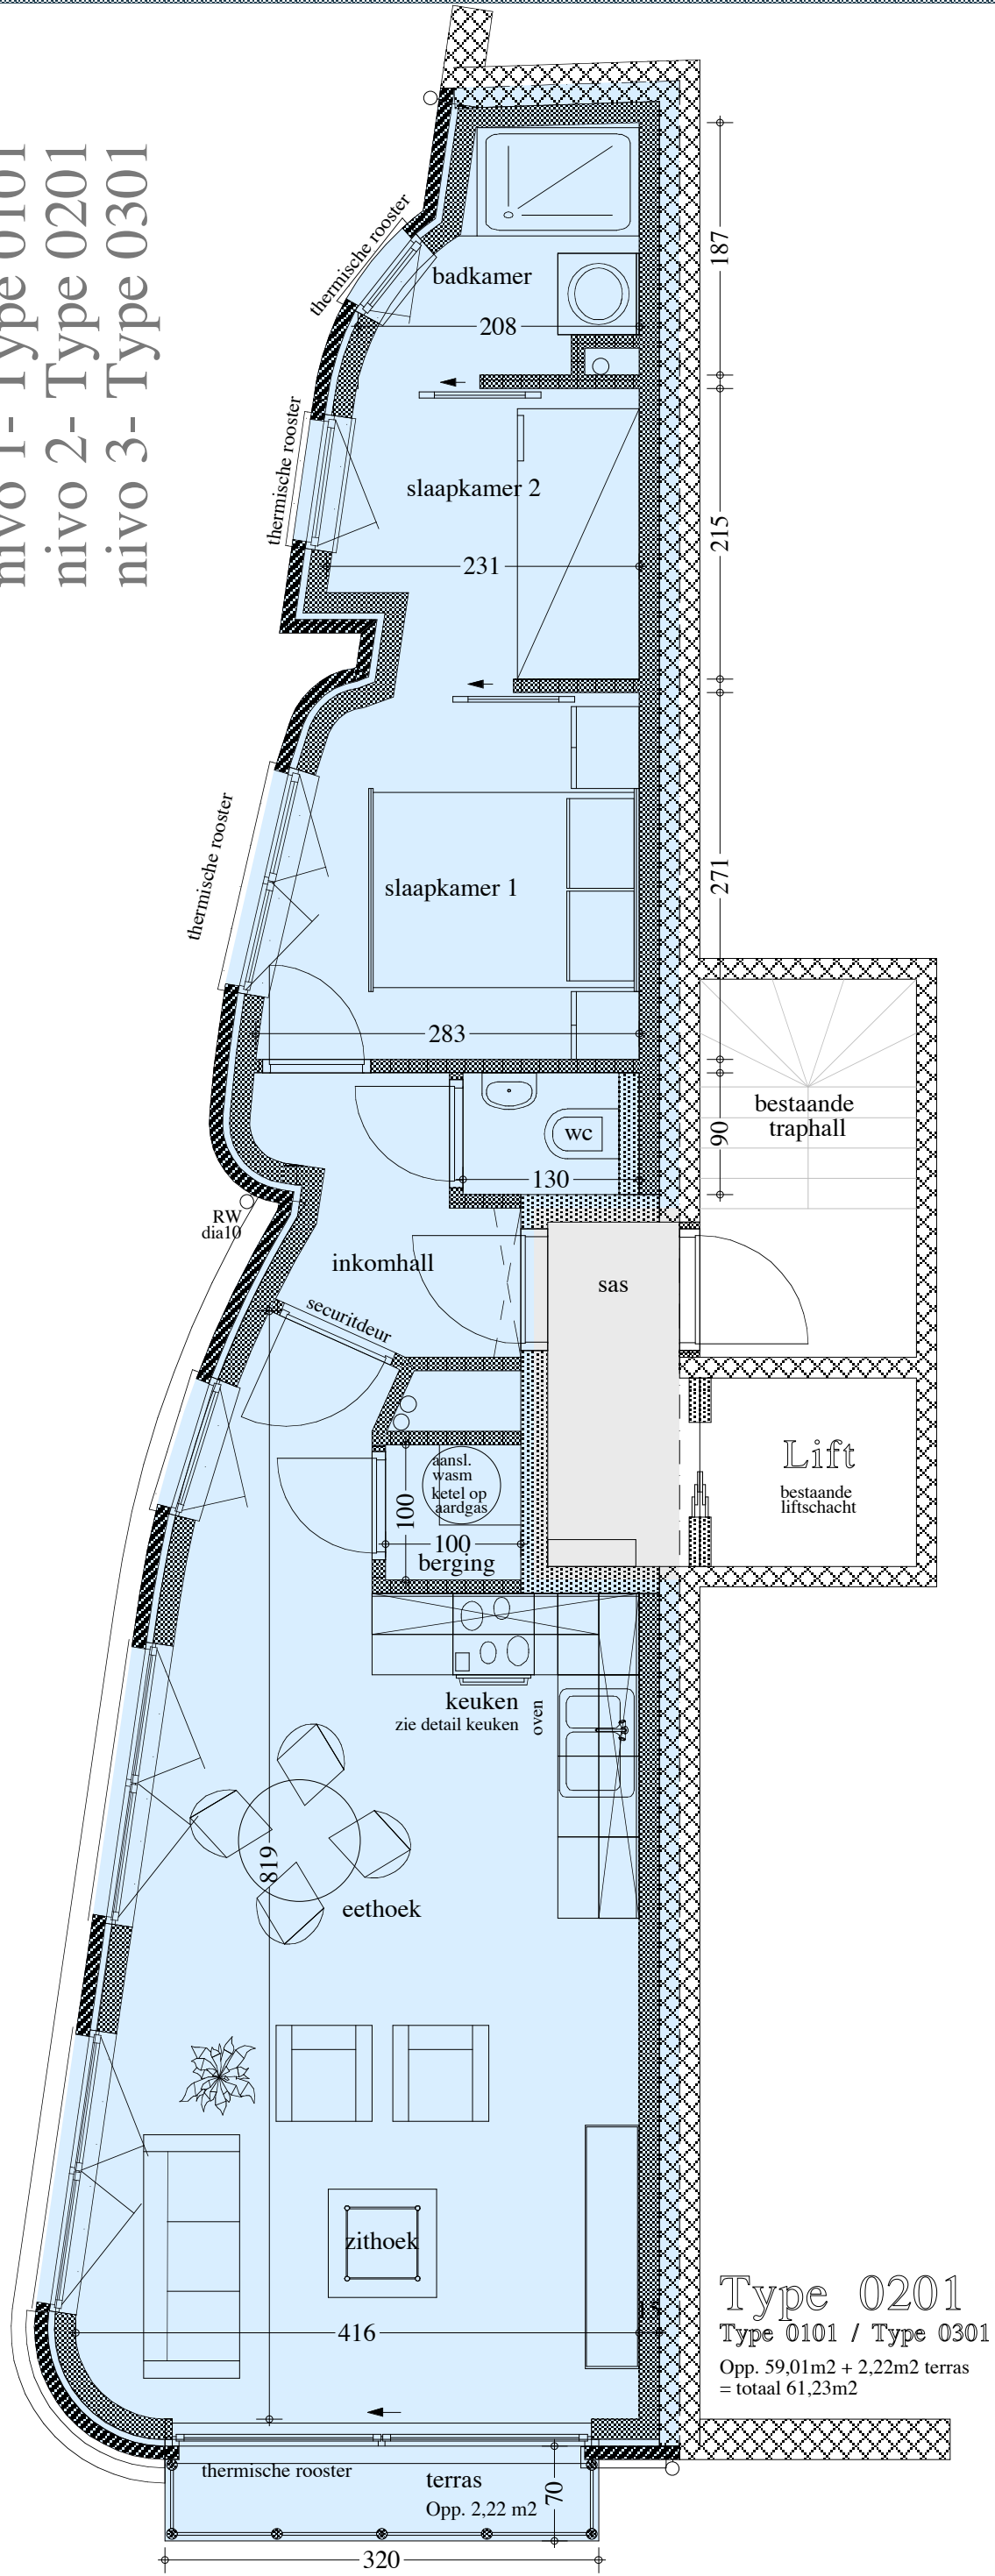 nivo 1- Type 0101
nivo 2- Type 0201
nivo 3- Type 0301
thermische rooster
badkamer
187
208
thermische rooster
slaapkamer 2
215
231
thermische rooster
slaapkamer 1
271
283
bestaande
traphall
90
wc
130
RW
dia10
inkomhall
sas
securitdeur
Lift
bestaande
liftschacht
aansl.
wasm
ketel op
aardgas
100
100
berging
keuken
zie detail keuken
oven
819
eethoek
zithoek
416
Type 0201
Type 0101 / Type 0301
Opp. 59,01m2 + 2,22m2 terras
= totaal 61,23m2
thermische rooster
terras
Opp. 2,22 m2
70
320